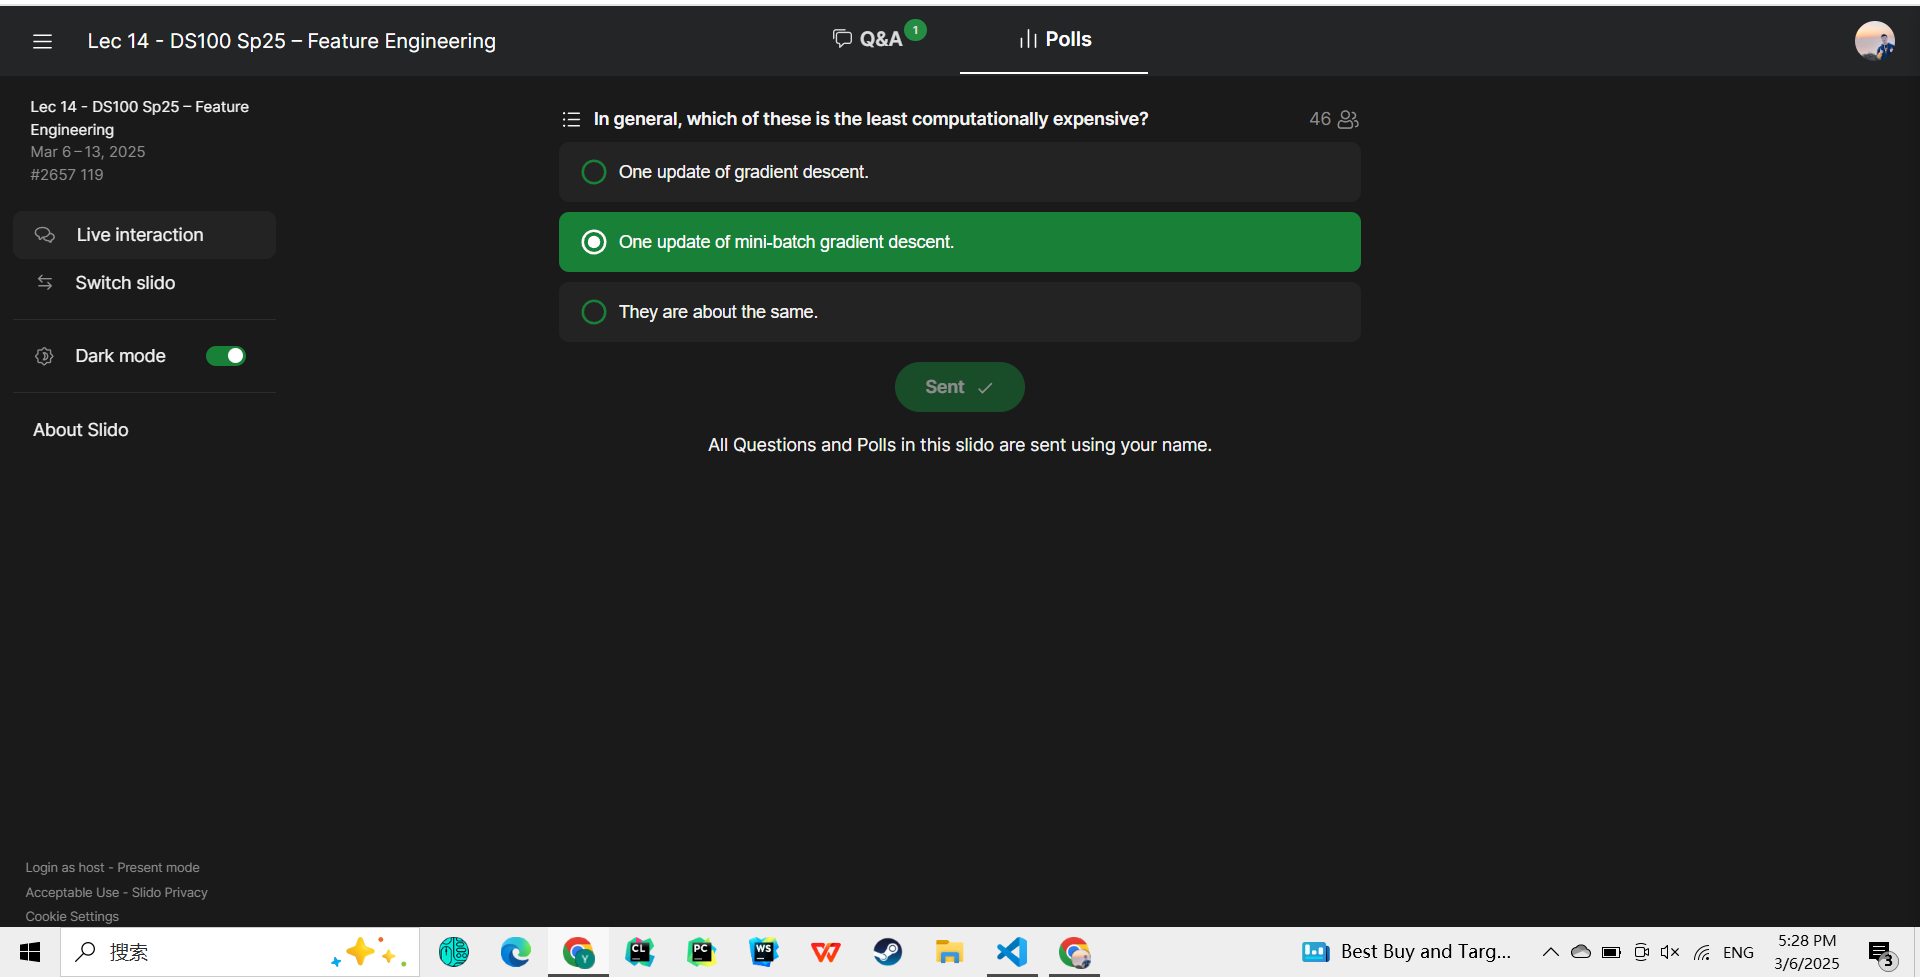 Lec 14 - DS100 Sp25 – Feature Engineering
Q&A
1
Polls
Lec 14 - DS100 Sp25 – Feature
Engineering
Mar 6 – 13, 2025
#2657 119
Live interaction
Switch slido
Dark mode
About Slido
In general, which of these is the least computationally expensive?
46
One update of gradient descent.
One update of mini-batch gradient descent.
They are about the same.
Sent
All Questions and Polls in this slido are sent using your name.
Login as host - Present mode
Acceptable Use - Slido Privacy
Cookie Settings
搜索
Y
CL
PC
WS
Best Buy and Targ...
ENG
5:28 PM
3/6/2025
3